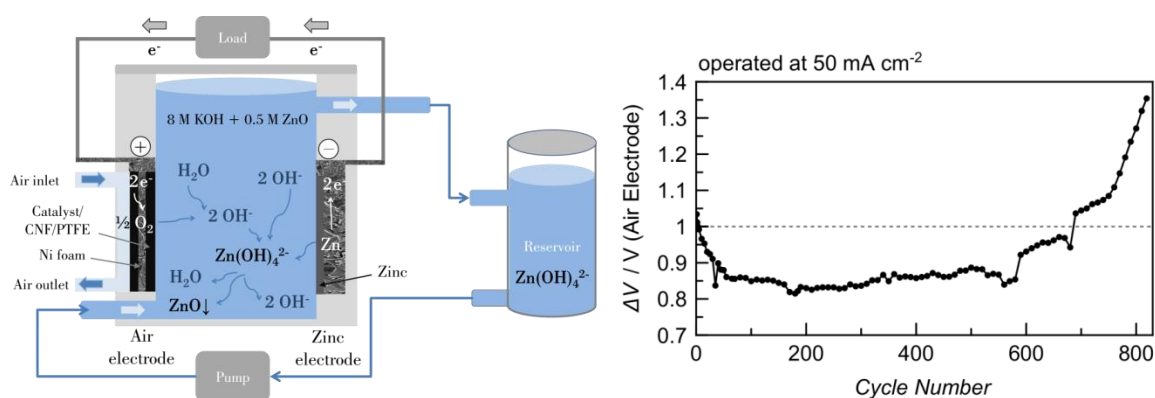 Load
e⁻
e⁻
8 M KOH + 0.5 M ZnO
+
−
Air inlet
2e⁻
H₂O
2 OH⁻
2e⁻
Catalyst/
CNF/PTFE
½ O₂
2 OH⁻
Zn
Ni foam
Zn(OH)₄²⁻
Air outlet
H₂O
ZnO↓
2 OH⁻
Zinc
Air
electrode
Zinc
electrode
Pump
Reservoir
Zn(OH)₄²⁻
operated at 50 mA cm⁻²
ΔV / V (Air Electrode)
1.4
1.3
1.2
1.1
1
0.9
0.8
0.7
0
200
400
600
800
Cycle Number